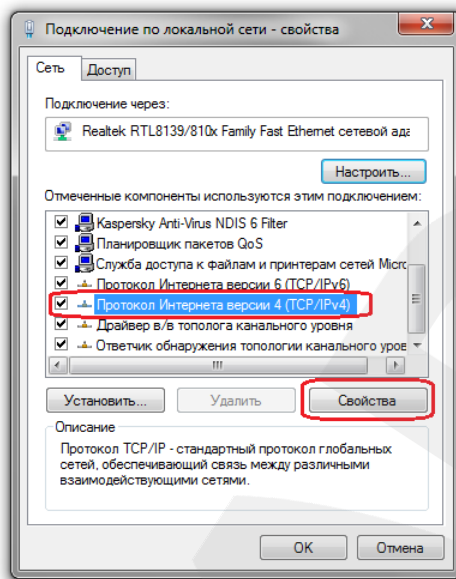 Подключение по локальной сети - свойства
Сеть
Доступ
Подключение через:
Realtek RTL8139/810x Family Fast Ethernet сетевой ада
Настроить...
Отмеченные компоненты используются этим подключением:
Kaspersky Anti-Virus NDIS 6 Filter
Планировщик пакетов QoS
Служба доступа к файлам и принтерам сетей Micro
Протокол Интернета версии 6 (TCP/IPv6)
Протокол Интернета версии 4 (TCP/IPv4)
Драйвер в/в тополога канального уровня
Ответчик обнаружения топологии канального уров
Установить...
Удалить
Свойства
Описание
Протокол TCP/IP - стандартный протокол глобальных
сетей, обеспечивающий связь между различными
взаимодействующими сетями.
OK
Отмена